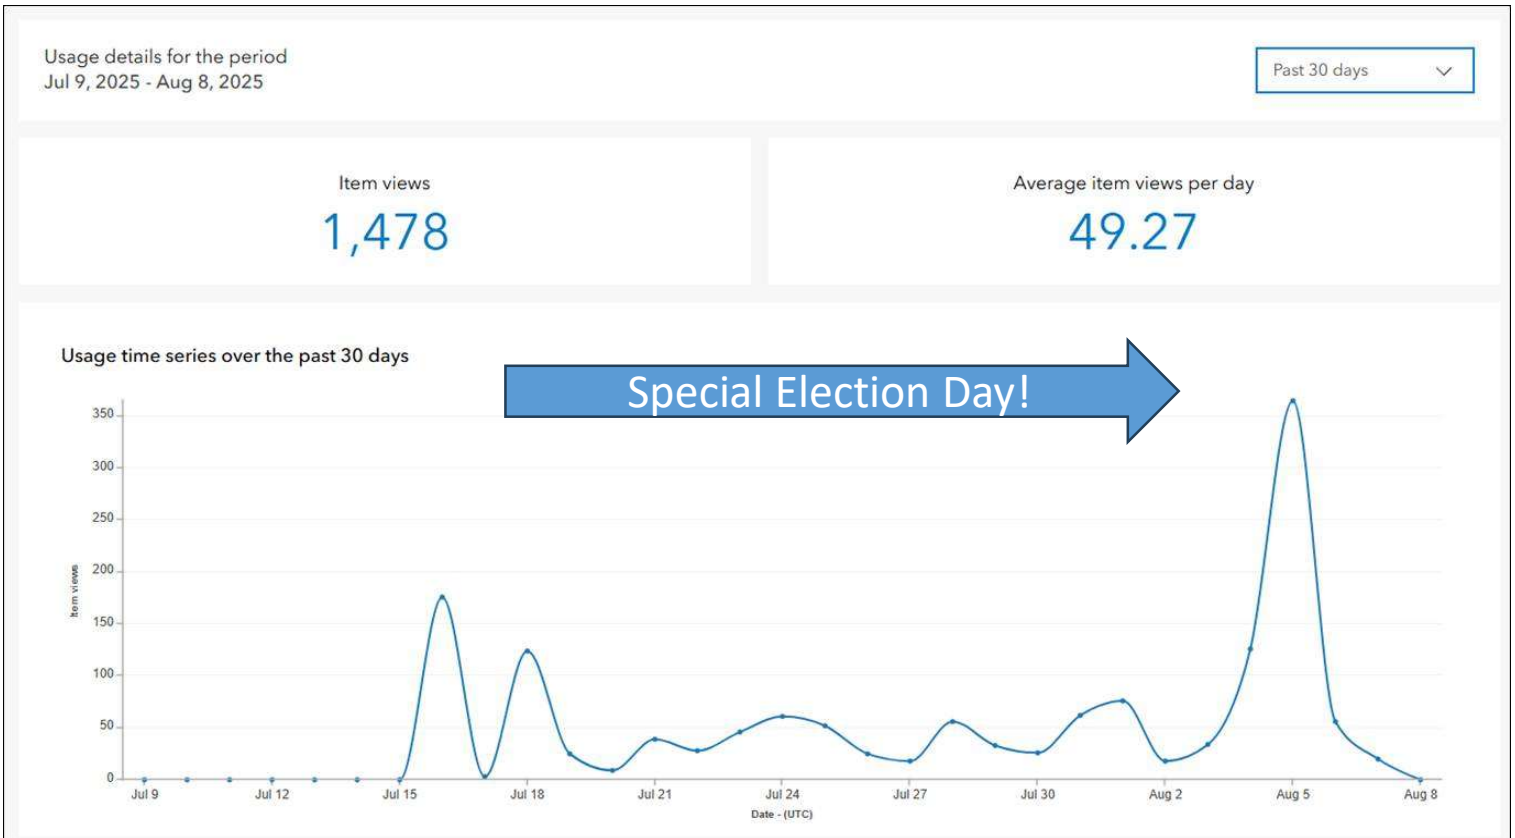 Usage details for the period
Jul 9, 2025 - Aug 8, 2025
Past 30 days
Item views
1,478
Average item views per day
49.27
Usage time series over the past 30 days
Special Election Day!
350
300
250
200
150
100
50
0
Item views
Jul 9 Jul 12 Jul 15 Jul 18 Jul 21 Jul 24 Jul 27 Jul 30 Aug 2 Aug 5 Aug 8
Date - (UTC)